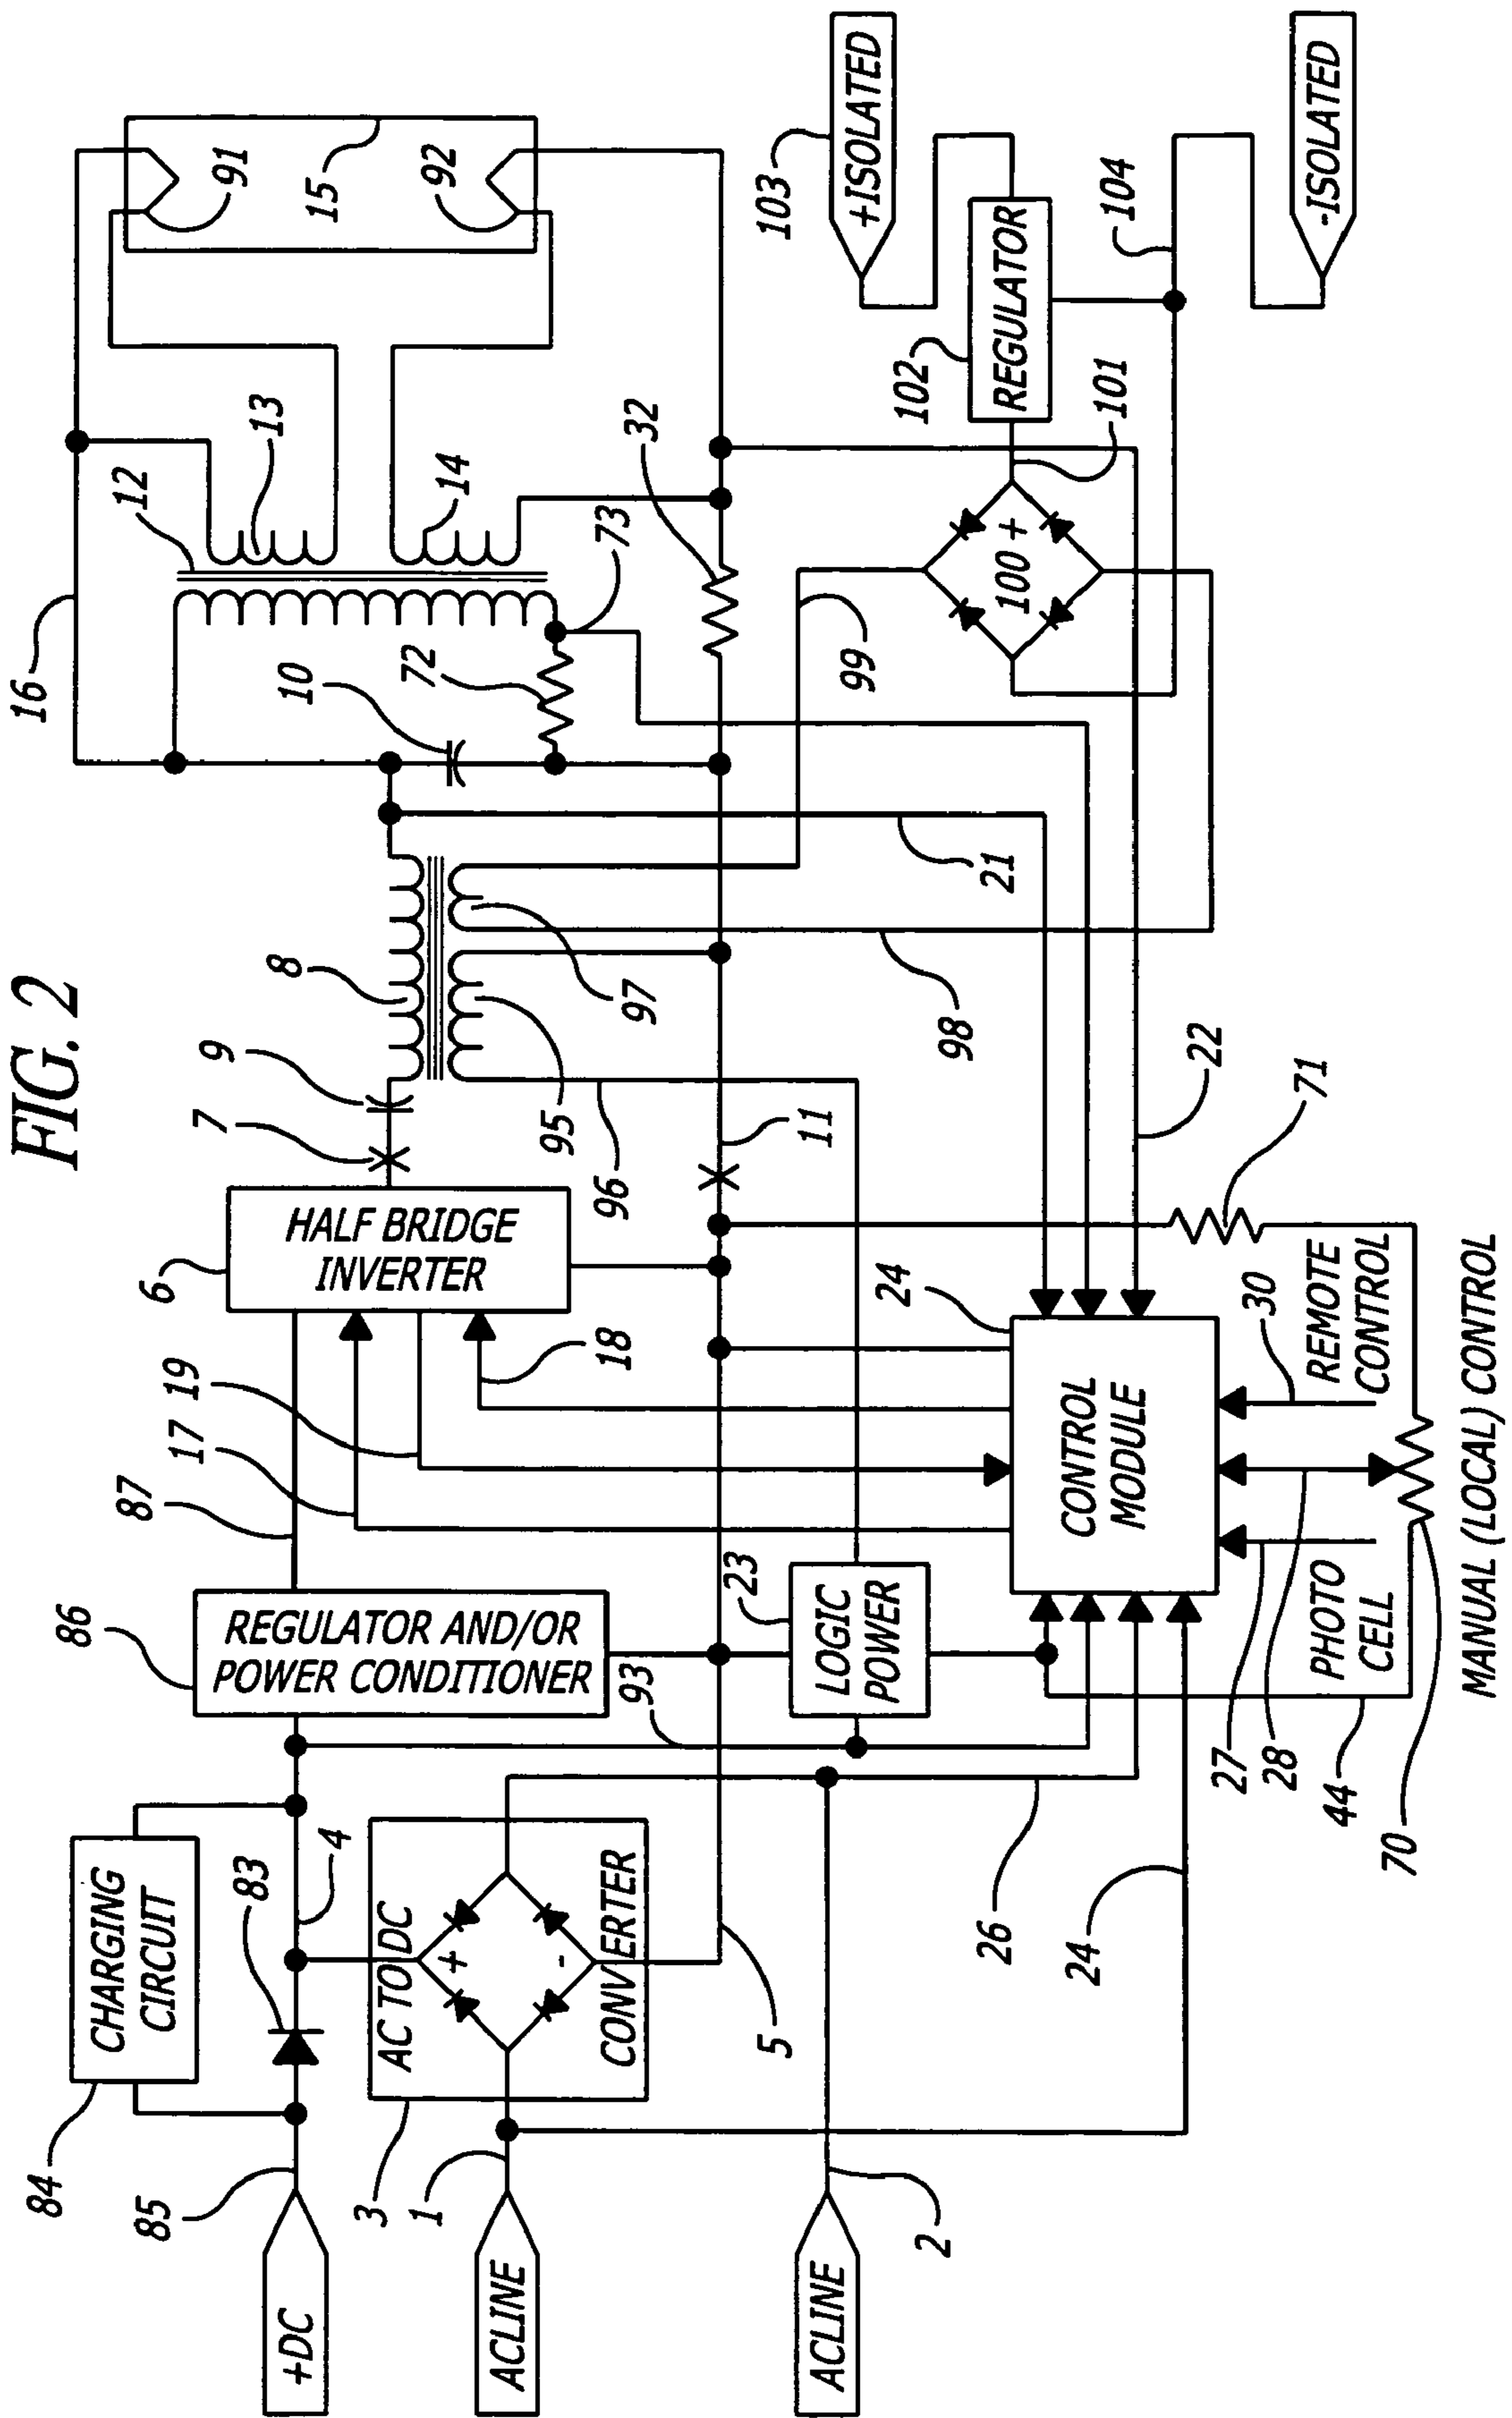 FIG. 2
16
12
13
91
15
92
14
10
72
73
32
103
+ISOLATED
-ISOLATED
104
REGULATOR
102
101
100 +
99
8
9
7
97
95
96
98
21
11
22
71
6
HALF BRIDGE
INVERTER
18
19
17
87
86
REGULATOR AND/OR
POWER CONDITIONER
93
23
LOGIC
POWER
24
CONTROL
MODULE
30
REMOTE
CONTROL
PHOTO
CELL
27
28
44
70
MANUAL (LOCAL) CONTROL
CHARGING
CIRCUIT
84
83
4
85
+DC
AC TO DC
+
-
CONVERTER
3
1
ACLINE
5
26
24
2
ACLINE